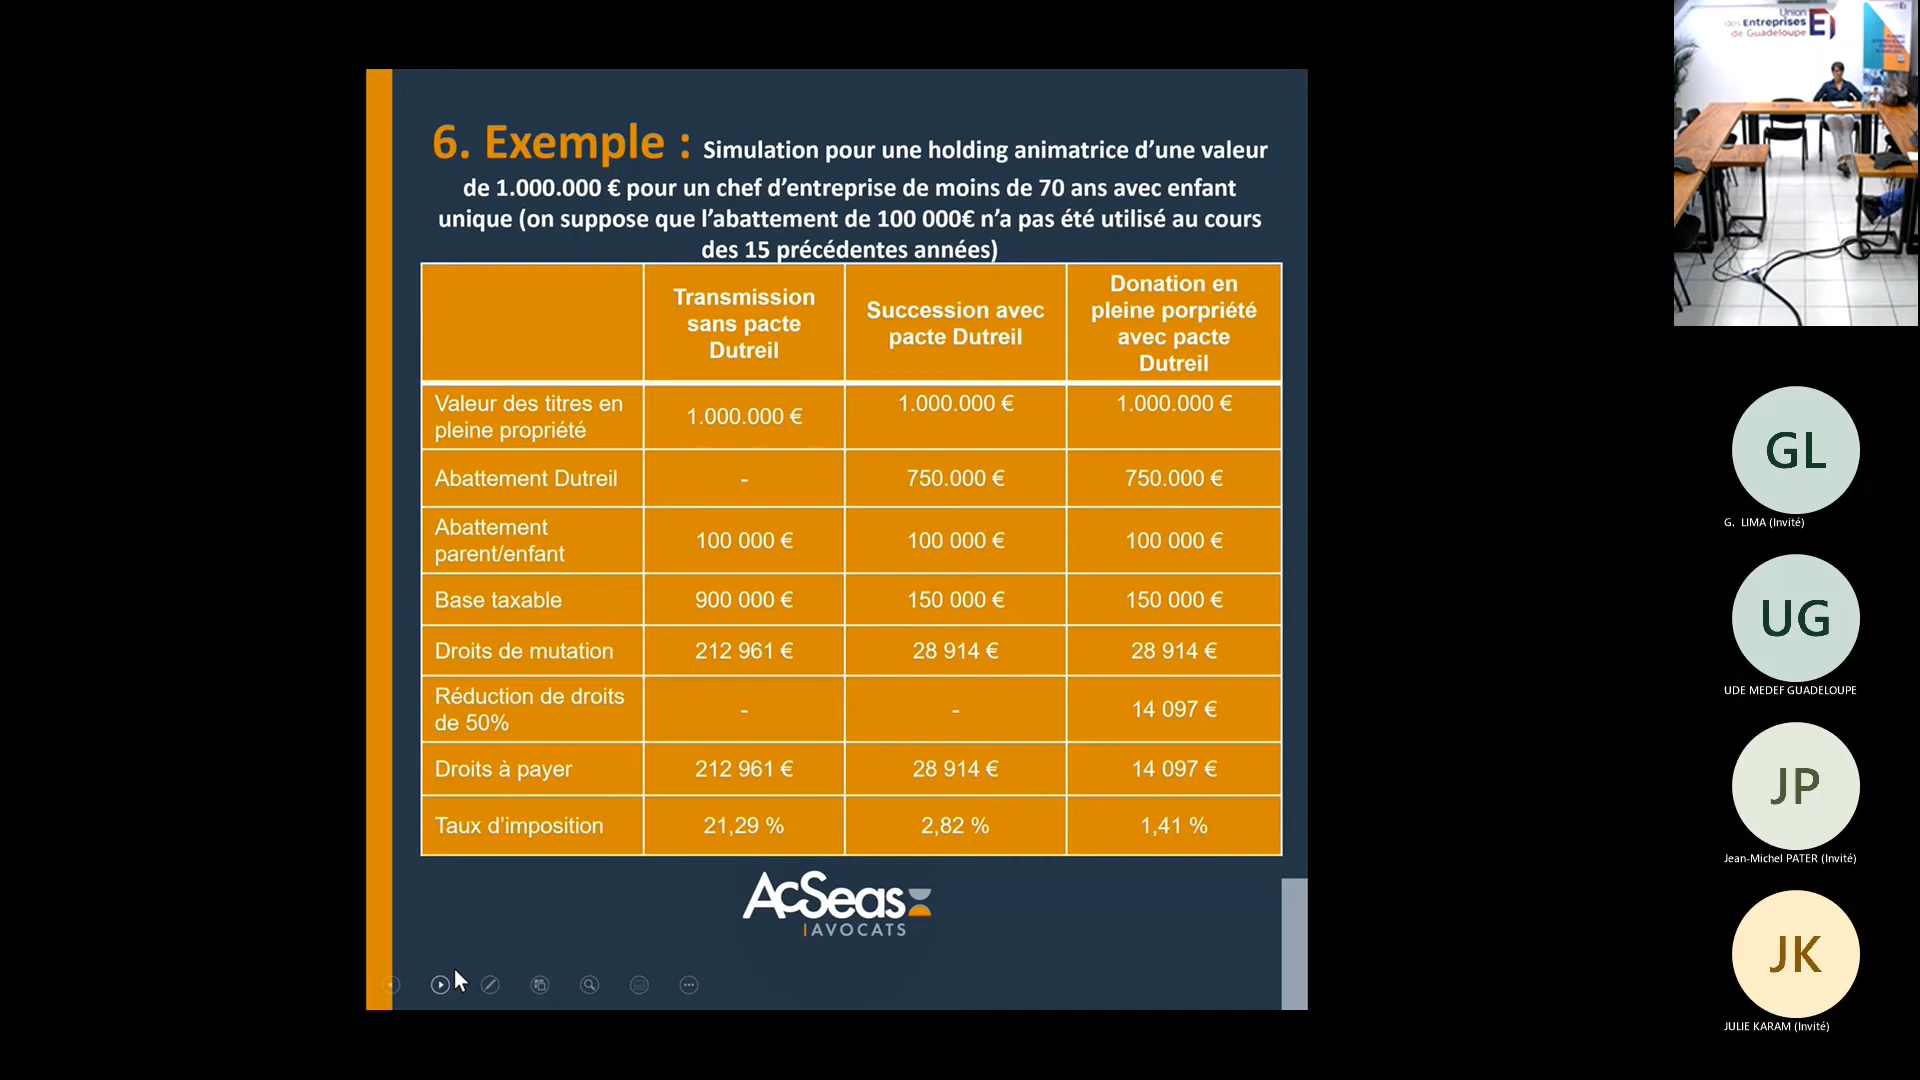 6. Exemple : Simulation pour une holding animatrice d'une valeur
de 1.000.000 € pour un chef d'entreprise de moins de 70 ans avec enfant
unique (on suppose que l'abattement de 100 000€ n'a pas été utilisé au cours
des 15 précédentes années)
Transmission
sans pacte
Dutreil
Succession avec
pacte Dutreil
Donation en
pleine porpriété
avec pacte
Dutreil
Valeur des titres en
pleine propriété
1.000.000 €
1.000.000 €
1.000.000 €
Abattement Dutreil
-
750.000 €
750.000 €
Abattement
parent/enfant
100 000 €
100 000 €
100 000 €
Base taxable
900 000 €
150 000 €
150 000 €
Droits de mutation
212 961 €
28 914 €
28 914 €
Réduction de droits
de 50%
-
-
14 097 €
Droits à payer
212 961 €
28 914 €
14 097 €
Taux d'imposition
21,29 %
2,82 %
1,41 %
AcSeas
AVOCATS
Union
des Entreprises
de Guadeloupe
GL
G. LIMA (Invité)
UG
UDE MEDEF GUADELOUPE
JP
Jean-Michel PATER (Invité)
JK
JULIE KARAM (Invité)